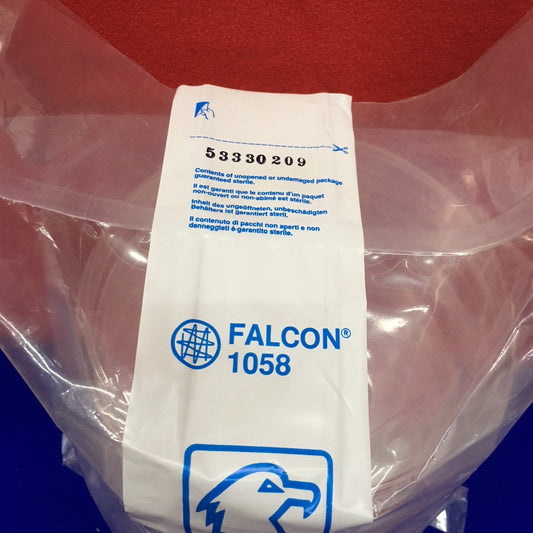 53330209
Contents of unopened or undamaged package
guaranteed sterile.
Il est garanti que le contenu d'un paquet
non-ouvert ou non-abîmé est stérile.
Inhalt des ungeöffneten, unbeschädigten
Behälters ist garantiert steril.
Il contenuto di pacchi non aperti e non
danneggiati è garantito sterile.
FALCON®
1058